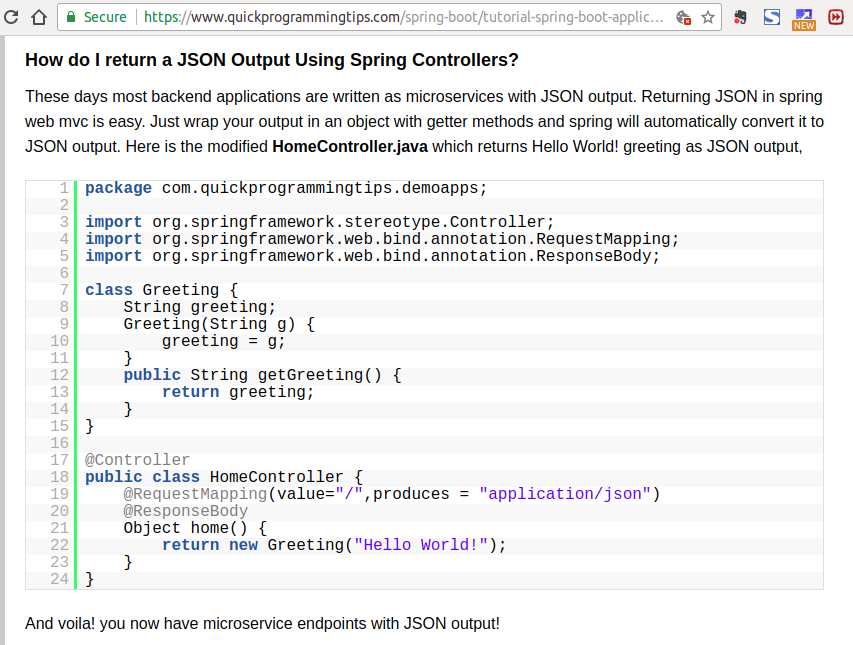 Secure https://www.quickprogrammingtips.com/spring-boot/tutorial-spring-boot-applic...
NEW
How do I return a JSON Output Using Spring Controllers?
These days most backend applications are written as microservices with JSON output. Returning JSON in spring
web mvc is easy. Just wrap your output in an object with getter methods and spring will automatically convert it to
JSON output. Here is the modified HomeController.java which returns Hello World! greeting as JSON output,
1 package com.quickprogrammingtips.demoapps;
2
3 import org.springframework.stereotype.Controller;
4 import org.springframework.web.bind.annotation.RequestMapping;
5 import org.springframework.web.bind.annotation.ResponseBody;
6
7 class Greeting {
8     String greeting;
9     Greeting(String g) {
10         greeting = g;
11     }
12     public String getGreeting() {
13         return greeting;
14     }
15 }
16
17 @Controller
18 public class HomeController {
19     @RequestMapping(value="/",produces = "application/json")
20     @ResponseBody
21     Object home() {
22         return new Greeting("Hello World!");
23     }
24 }
And voila! you now have microservice endpoints with JSON output!